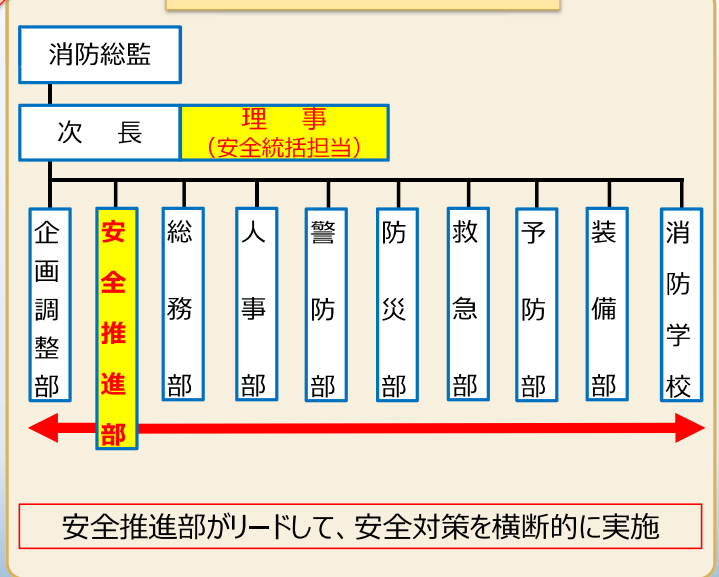 消防総監
次　長
理　事
（安全統括担当）
企画調整部
安全推進部
総務部
人事部
警防部
防災部
救急部
予防部
装備部
消防学校
安全推進部がリードして、安全対策を横断的に実施